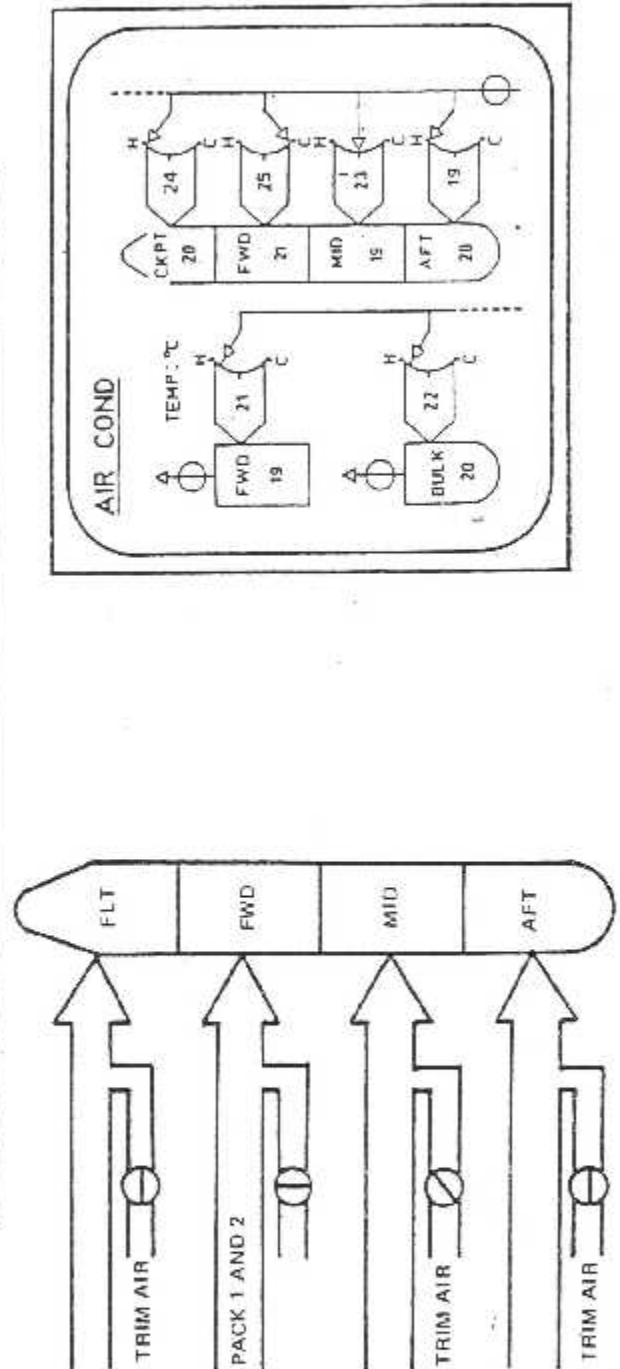 AIR COND
TEMP: °C
FWD
19
H
21
C
BULK
20
H
22
C
CKPT
20
H
24
C
FWD
21
H
25
C
MID
19
H
23
C
AFT
20
H
19
C
FLT
FWD
MID
AFT
TRIM AIR
PACK 1 AND 2
TRIM AIR
TRIM AIR